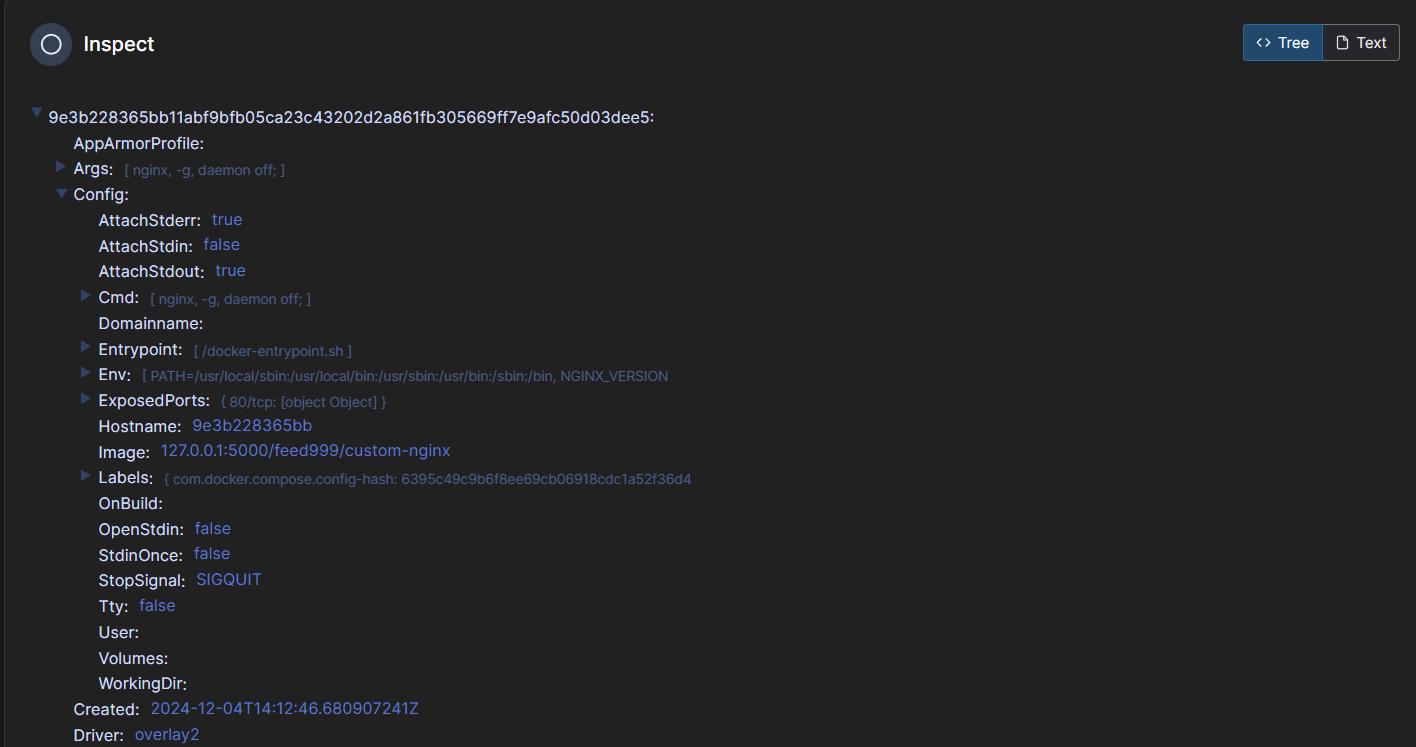 Inspect
Tree
Text
9e3b228365bb11abf9bfb05ca23c43202d2a861fb305669ff7e9afc50d03dee5:
AppArmorProfile:
Args: [ nginx, -g, daemon off; ]
Config:
AttachStderr: true
AttachStdin: false
AttachStdout: true
Cmd: [ nginx, -g, daemon off; ]
Domainname:
Entrypoint: [ /docker-entrypoint.sh ]
Env: [ PATH=/usr/local/sbin:/usr/local/bin:/usr/sbin:/usr/bin:/sbin:/bin, NGINX_VERSION
ExposedPorts: { 80/tcp: [object Object] }
Hostname: 9e3b228365bb
Image: 127.0.0.1:5000/feed999/custom-nginx
Labels: { com.docker.compose.config-hash: 6395c49c9b6f8ee69cb06918cdc1a52f36d4
OnBuild:
OpenStdin: false
StdinOnce: false
StopSignal: SIGQUIT
Tty: false
User:
Volumes:
WorkingDir:
Created: 2024-12-04T14:12:46.680907241Z
Driver: overlay2